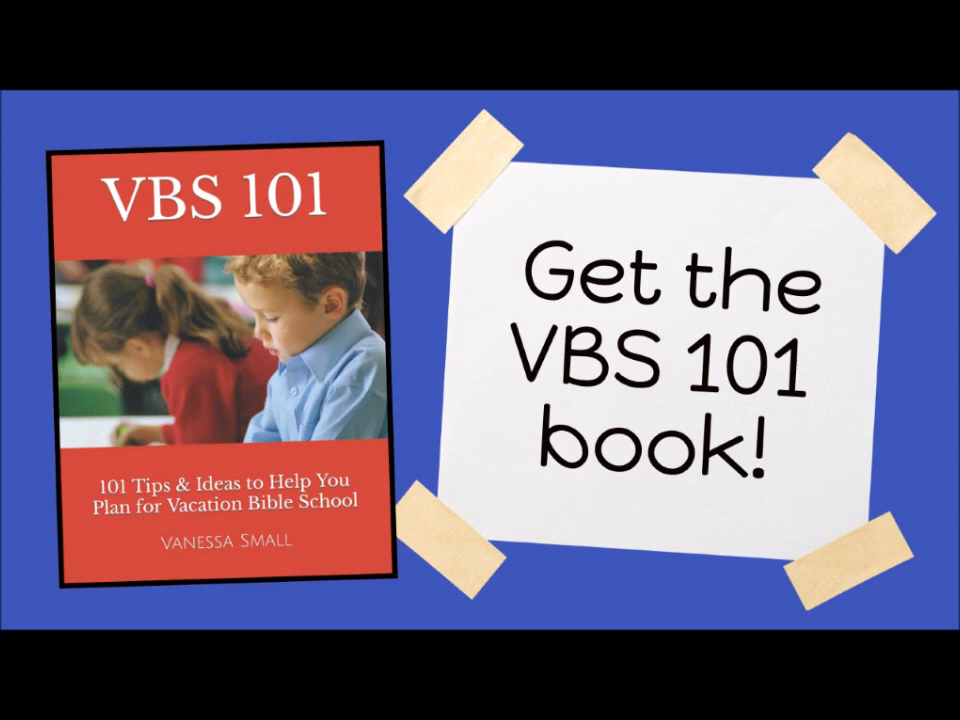 VBS 101
101 Tips & Ideas to Help You
Plan for Vacation Bible School
VANESSA SMALL
Get the
VBS 101
book!